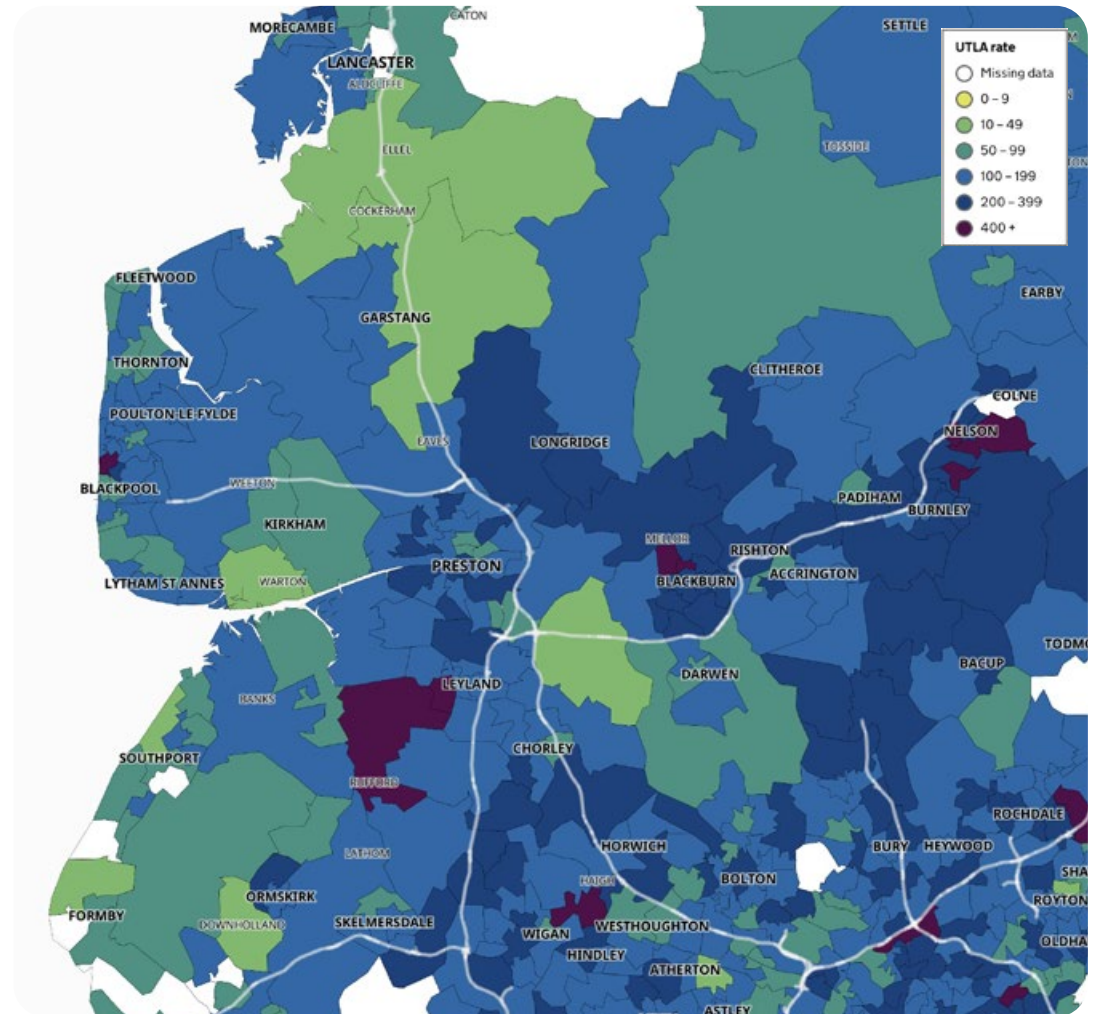 CATON
MORECAMBE
SETTLE
LANCASTER
ALDCLIFFE
UTLA rate
Missing data
0 – 9
10 – 49
50 – 99
100 – 199
200 – 399
400 +
ELLEL
TOSSIDE
COCKERHAM
FLEETWOOD
EARBY
GARSTANG
THORNTON
CLITHEROE
COLNE
POULTON-LE-FYLDE
NELSON
EAVES
LONGRIDGE
WEETON
BLACKPOOL
PADIHAM
BURNLEY
KIRKHAM
MELLOR
RISHTON
PRESTON
LYTHAM ST ANNES
WARTON
BLACKBURN
ACCRINGTON
TODMO
BACUP
DARWEN
LEYLAND
BANKS
CHORLEY
SOUTHPORT
RUFFORD
ROCHDALE
HORWICH
BURY
HEYWOOD
LATHOM
SHA
HAIGH
BOLTON
ORMSKIRK
ROYTON
FORMBY
DOWNHOLLAND
SKELMERSDALE
WESTHOUGHTON
WIGAN
OLDHA
HINDLEY
ATHERTON
ASTLEY